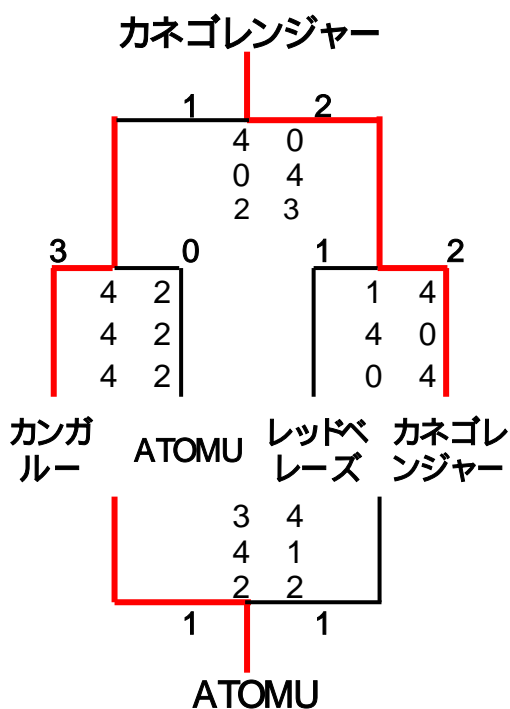 カネゴレンジャー
1 2
4 0
0 4
2 3
3 0 1 2
4 2 1 4
4 2 4 0
4 2 0 4
カンガ
ルー
ATOMU
レッドベ
レーズ
カネゴレ
ンジャー
3 4
4 1
2 2
1 1
ATOMU